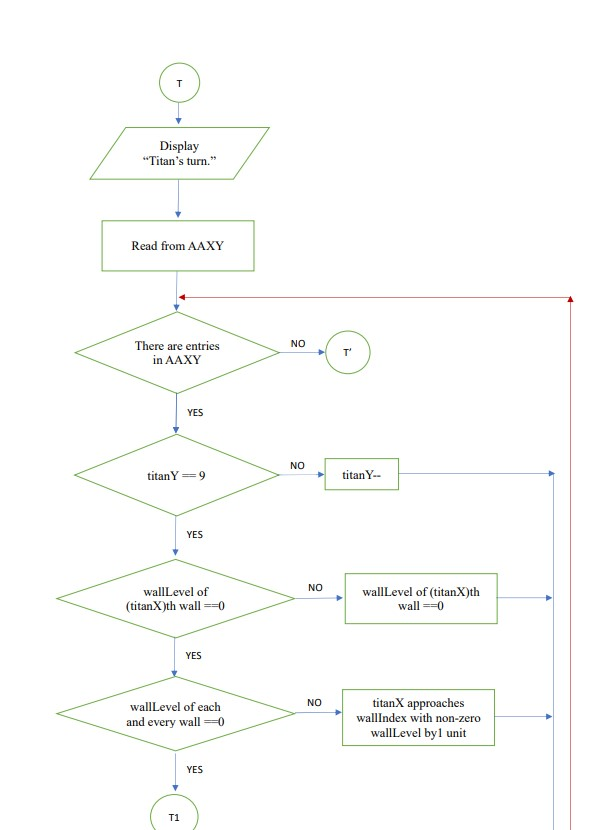 T
Display
“Titan’s turn.”
Read from AAXY
There are entries
in AAXY
NO
T’
YES
titanY == 9
NO
titanY--
YES
wallLevel of
(titanX)th wall ==0
NO
wallLevel of (titanX)th
wall ==0
YES
wallLevel of each
and every wall ==0
NO
titanX approaches
wallIndex with non-zero
wallLevel by1 unit
YES
T1